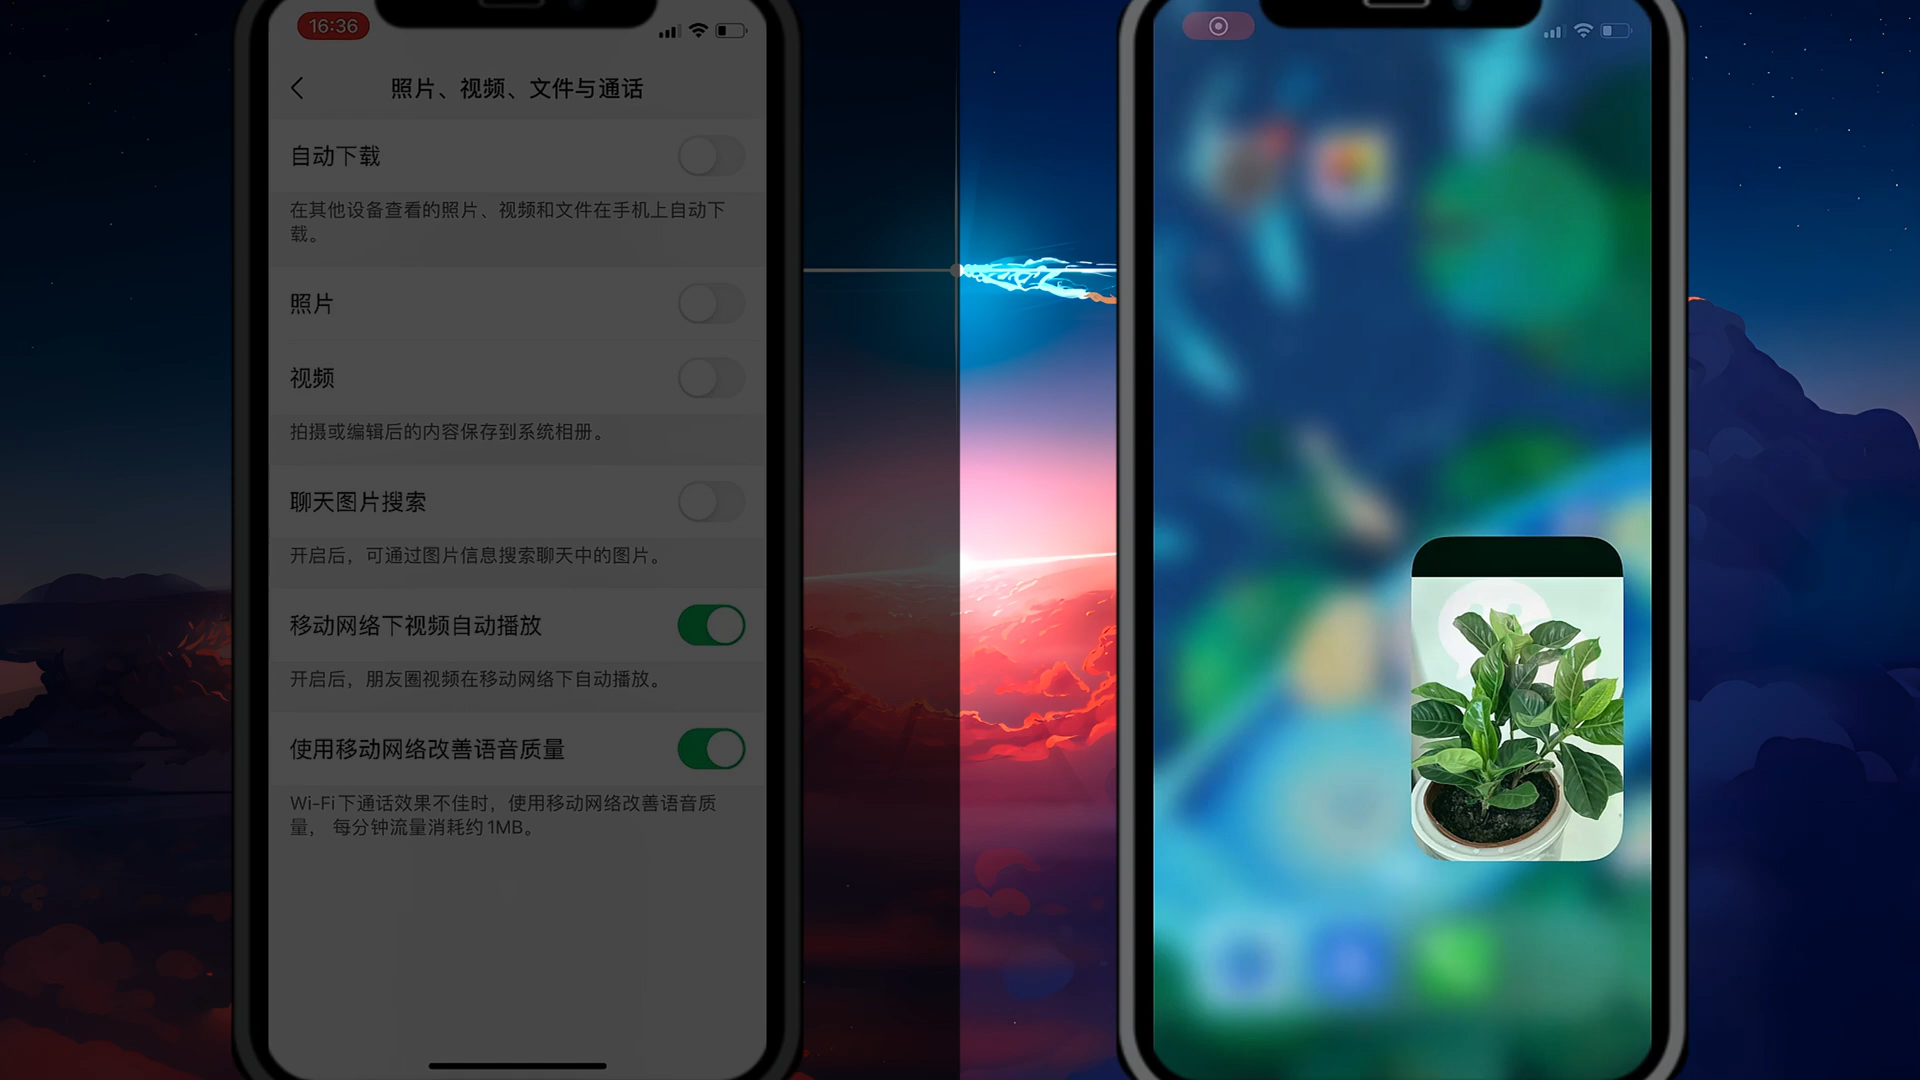 16:36
照片、视频、文件与通话
自动下载
在其他设备查看的照片、视频和文件在手机上自动下
载。
照片
视频
拍摄或编辑后的内容保存到系统相册。
聊天图片搜索
开启后，可通过图片信息搜索聊天中的图片。
移动网络下视频自动播放
开启后，朋友圈视频在移动网络下自动播放。
使用移动网络改善语音质量
Wi-Fi下通话效果不佳时，使用移动网络改善语音质
量， 每分钟流量消耗约1MB。